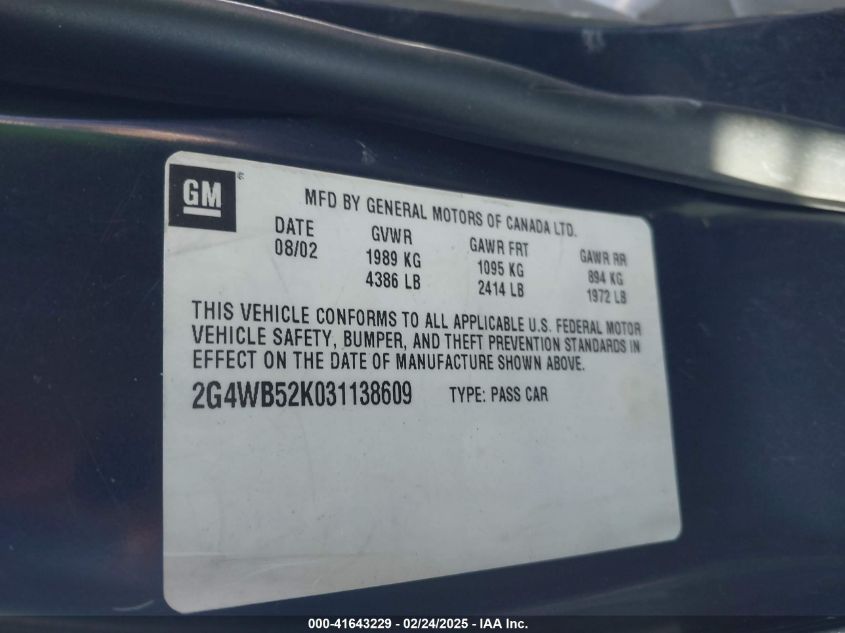 GM
MFD BY GENERAL MOTORS OF CANADA LTD.
DATE GVWR GAWR FRT GAWR RR
08/02 1989 KG 1095 KG 894 KG
4386 LB 2414 LB 1972 LB
THIS VEHICLE CONFORMS TO ALL APPLICABLE U.S. FEDERAL MOTOR
VEHICLE SAFETY, BUMPER, AND THEFT PREVENTION STANDARDS IN
EFFECT ON THE DATE OF MANUFACTURE SHOWN ABOVE.
2G4WB52K031138609 TYPE: PASS CAR
000-41643229 - 02/24/2025 - IAA Inc.